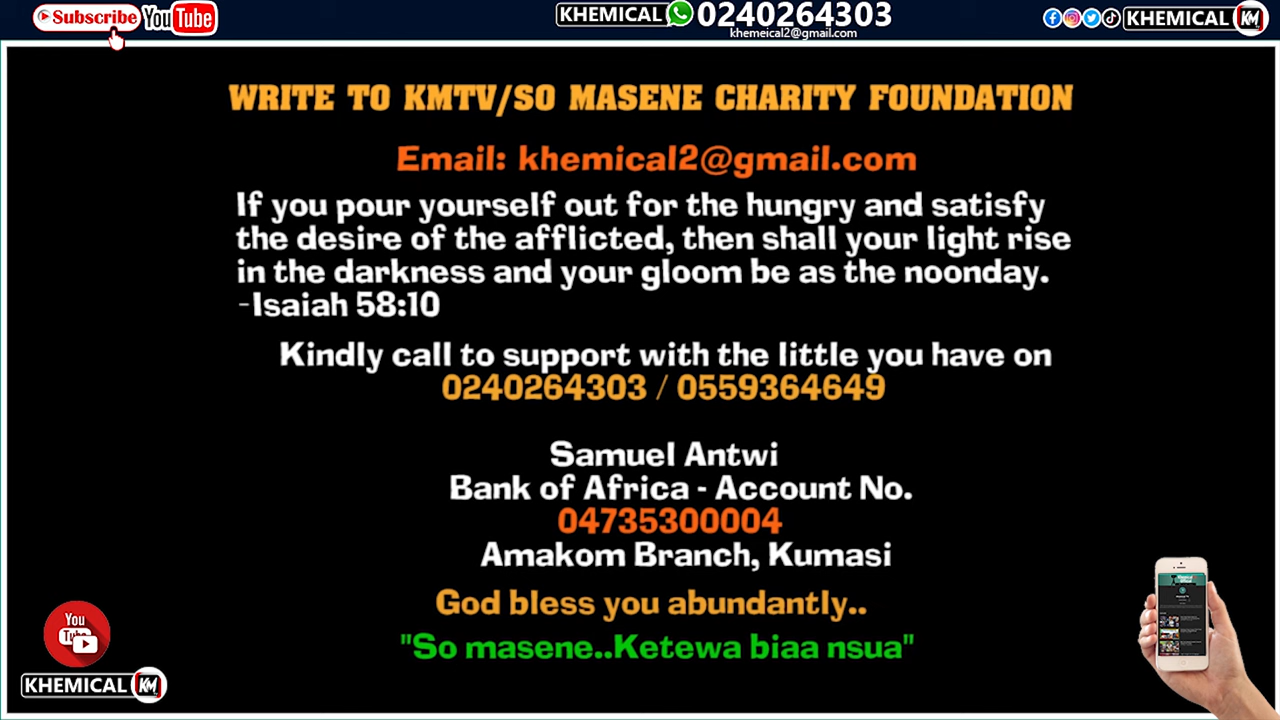 Subscribe YouTube
KHEMICAL 0240264303
khemeical2@gmail.com
KHEMICAL KM
WRITE TO KMTV/SO MASENE CHARITY FOUNDATION
Email: khemical2@gmail.com
If you pour yourself out for the hungry and satisfy
the desire of the afflicted, then shall your light rise
in the darkness and your gloom be as the noonday.
-Isaiah 58:10
Kindly call to support with the little you have on
0240264303 / 0559364649
Samuel Antwi
Bank of Africa - Account No.
04735300004
Amakom Branch, Kumasi
God bless you abundantly..
"So masene..Ketewa biaa nsua"
You
Tube
KHEMICAL KM